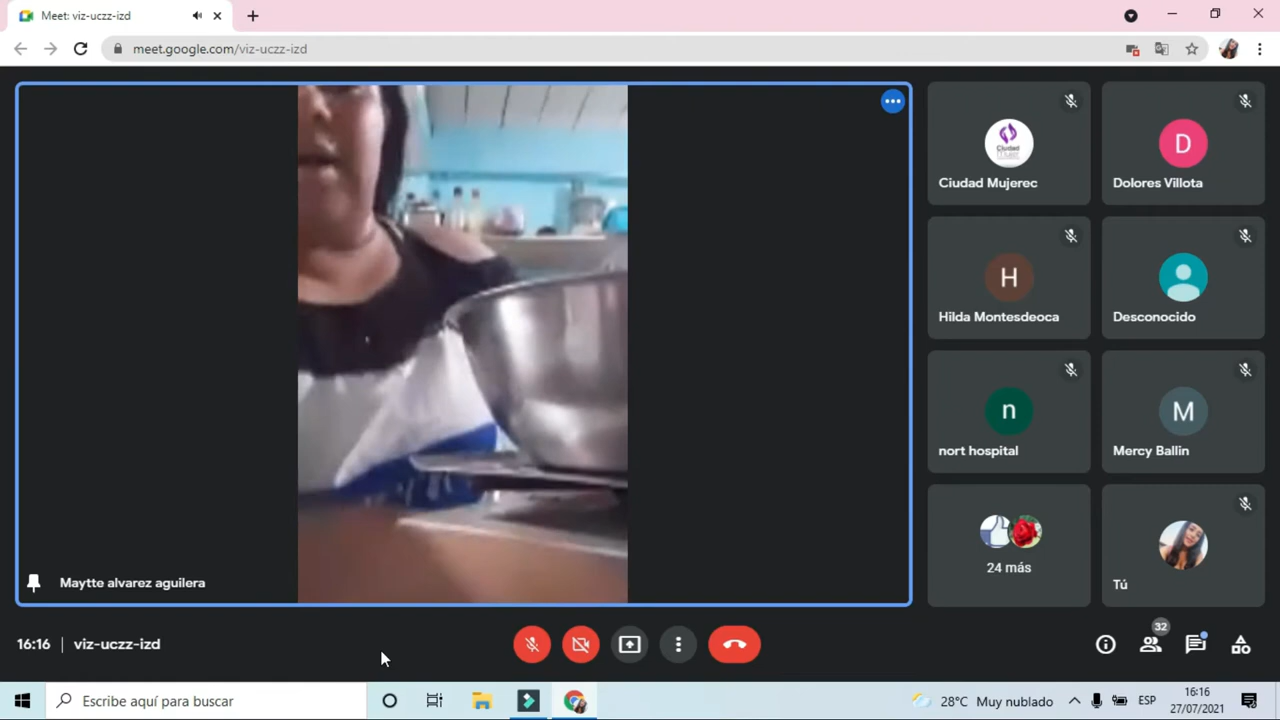 Meet: viz-uczz-izd
meet.google.com/viz-uczz-izd
Ciudad Mujerec
D
Dolores Villota
H
Hilda Montesdeoca
Desconocido
n
nort hospital
M
Mercy Ballin
24 más
Tú
Maytte alvarez aguilera
16:16 | viz-uczz-izd
32
Escribe aquí para buscar
28°C Muy nublado
ESP
16:16
27/07/2021